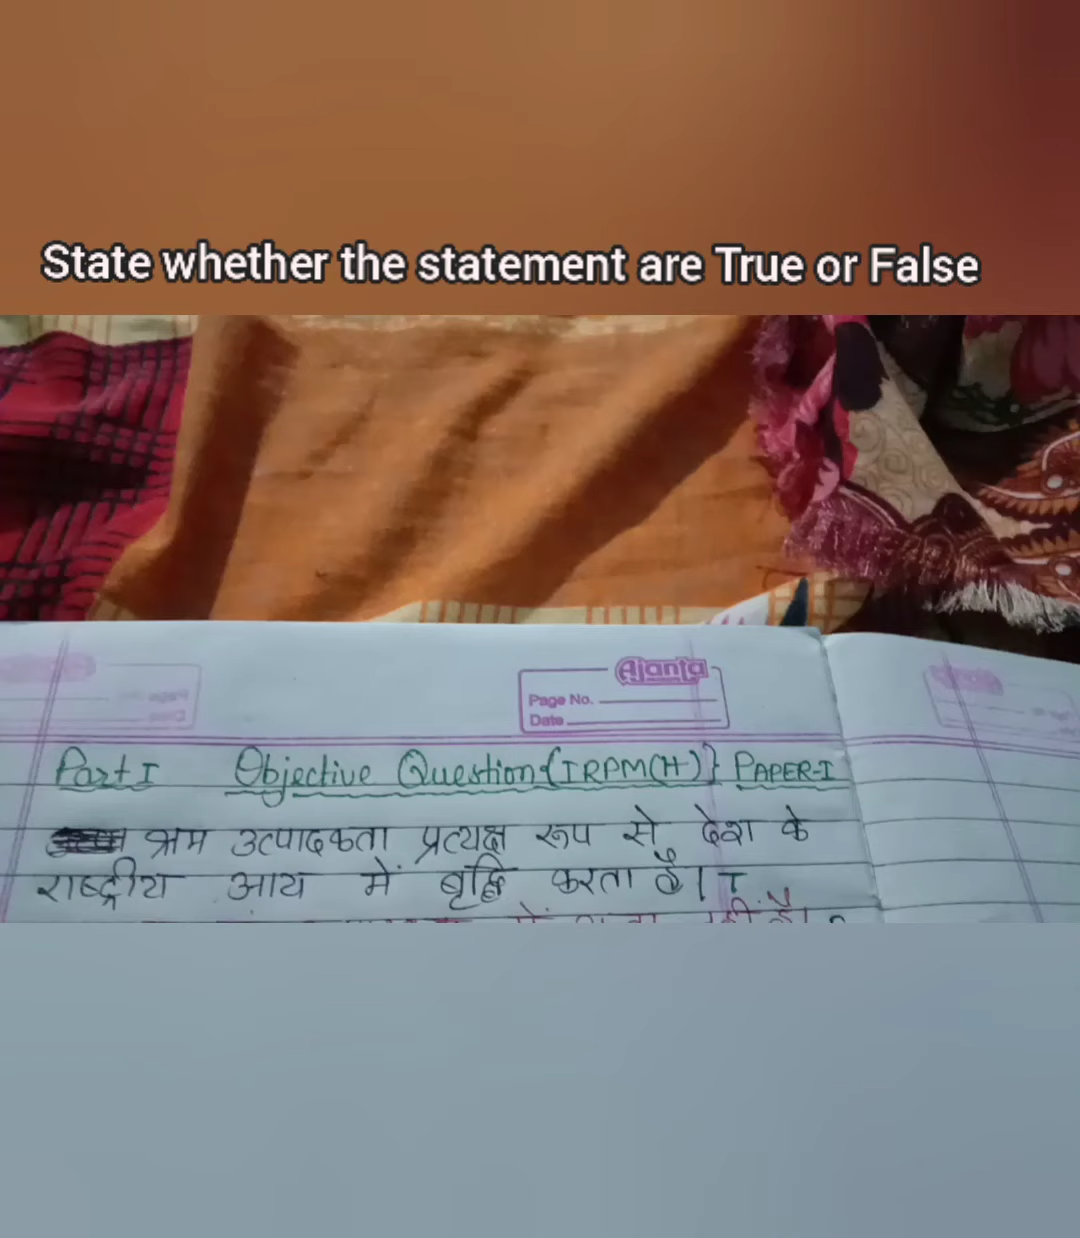 State whether the statement are True or False
Ajanta
Page No.
Date
Part I Objective Question {IRPM(H)} PAPER-I
श्रम उत्पादकता प्रत्यक्ष रूप से देश के
राष्ट्रीय आय में बृद्धि करता है। T